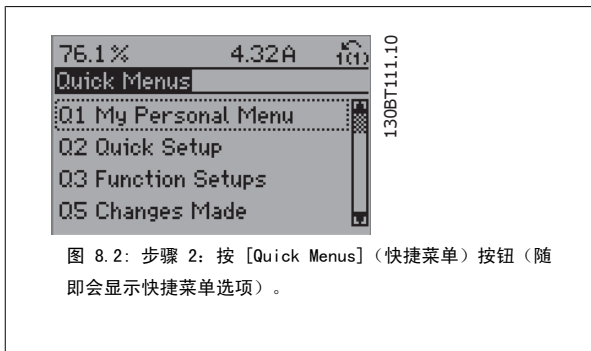 76.1% 4.32A 1(1)
Quick Menus
Q1 My Personal Menu
Q2 Quick Setup
Q3 Function Setups
Q5 Changes Made
130BT111.10
图 8.2: 步骤 2：按 [Quick Menus]（快捷菜单）按钮（随
即会显示快捷菜单选项）。